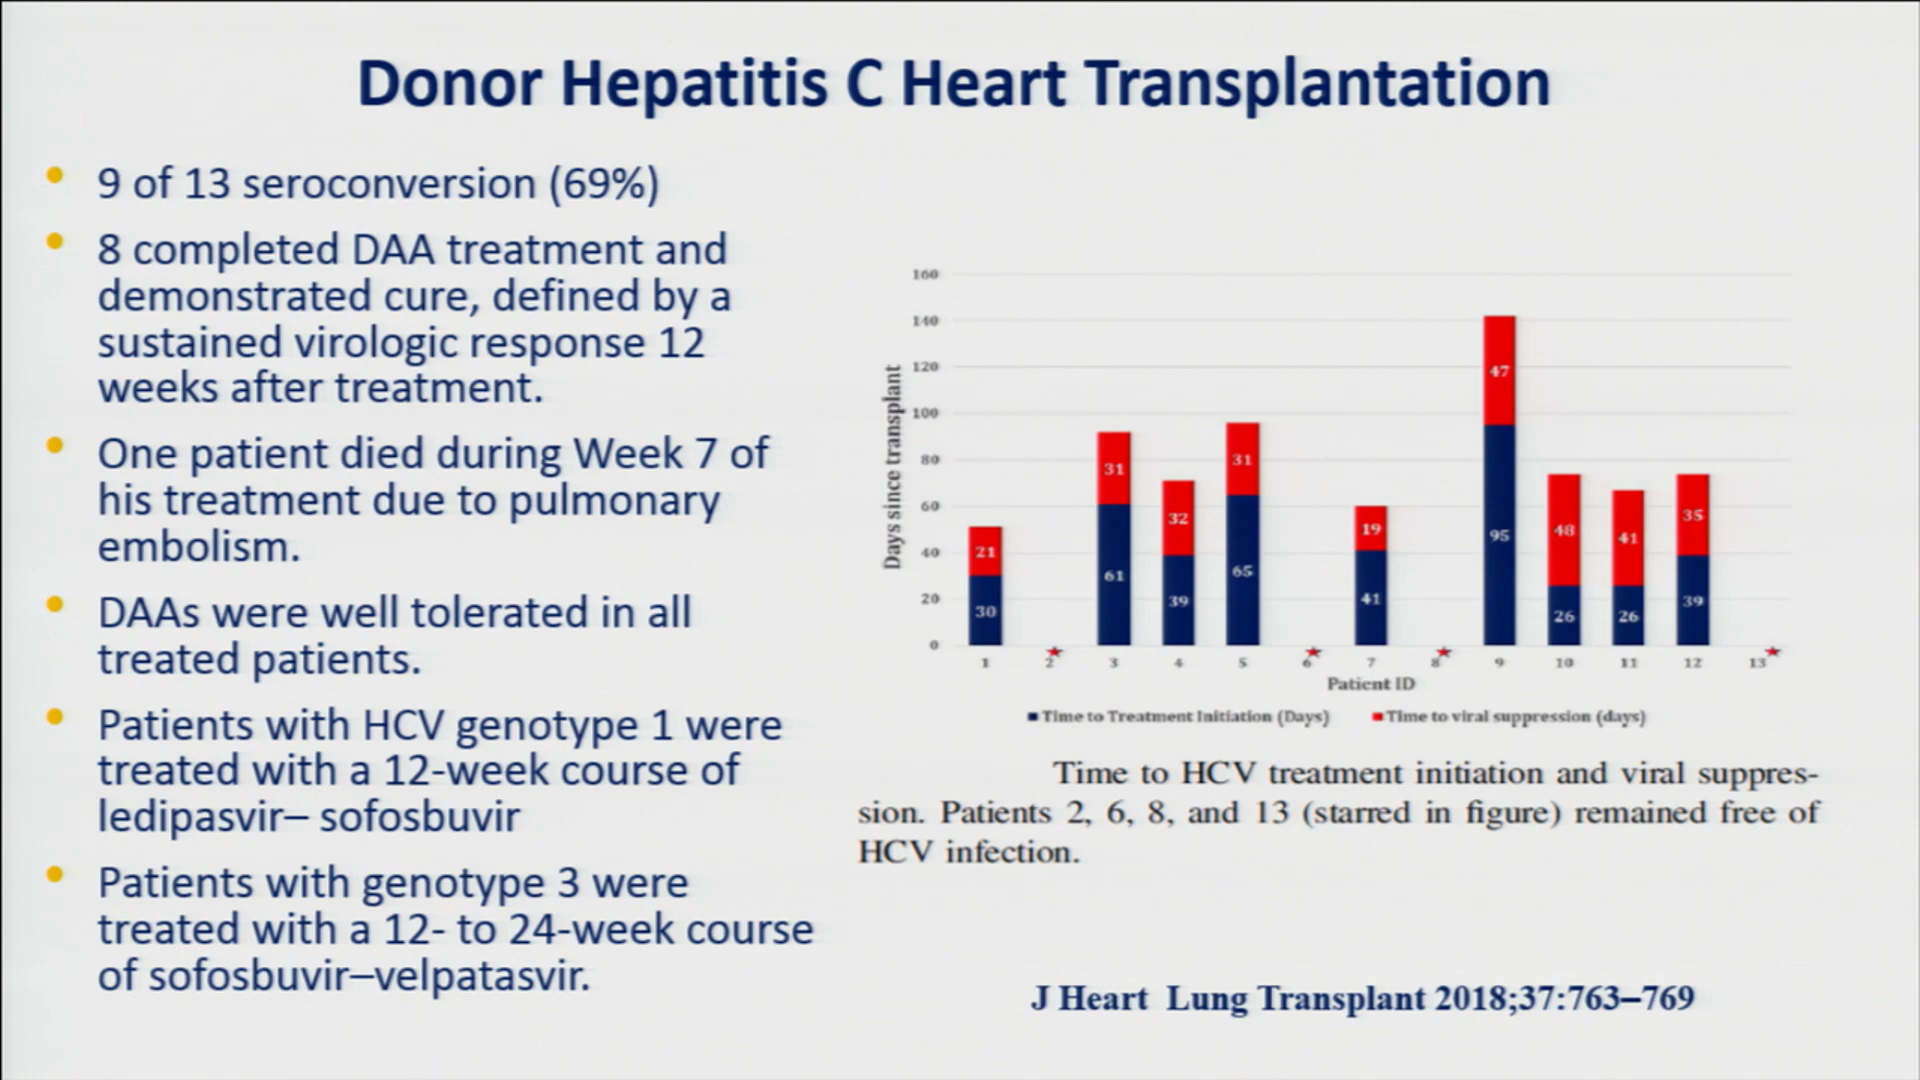 Donor Hepatitis C Heart Transplantation
• 9 of 13 seroconversion (69%)
• 8 completed DAA treatment and
demonstrated cure, defined by a
sustained virologic response 12
weeks after treatment.
• One patient died during Week 7 of
his treatment due to pulmonary
embolism.
• DAAs were well tolerated in all
treated patients.
• Patients with HCV genotype 1 were
treated with a 12-week course of
ledipasvir– sofosbuvir
• Patients with genotype 3 were
treated with a 12- to 24-week course
of sofosbuvir–velpatasvir.
Days since transplant
160
140
120
100
80
60
40
20
0
21
30
31
61
32
39
31
65
19
41
47
95
48
26
41
26
35
39
1 2 3 4 5 6 7 8 9 10 11 12 13
Patient ID
Time to Treatment Initiation (Days) Time to viral suppression (days)
Time to HCV treatment initiation and viral suppres-
sion. Patients 2, 6, 8, and 13 (starred in figure) remained free of
HCV infection.
J Heart Lung Transplant 2018;37:763–769